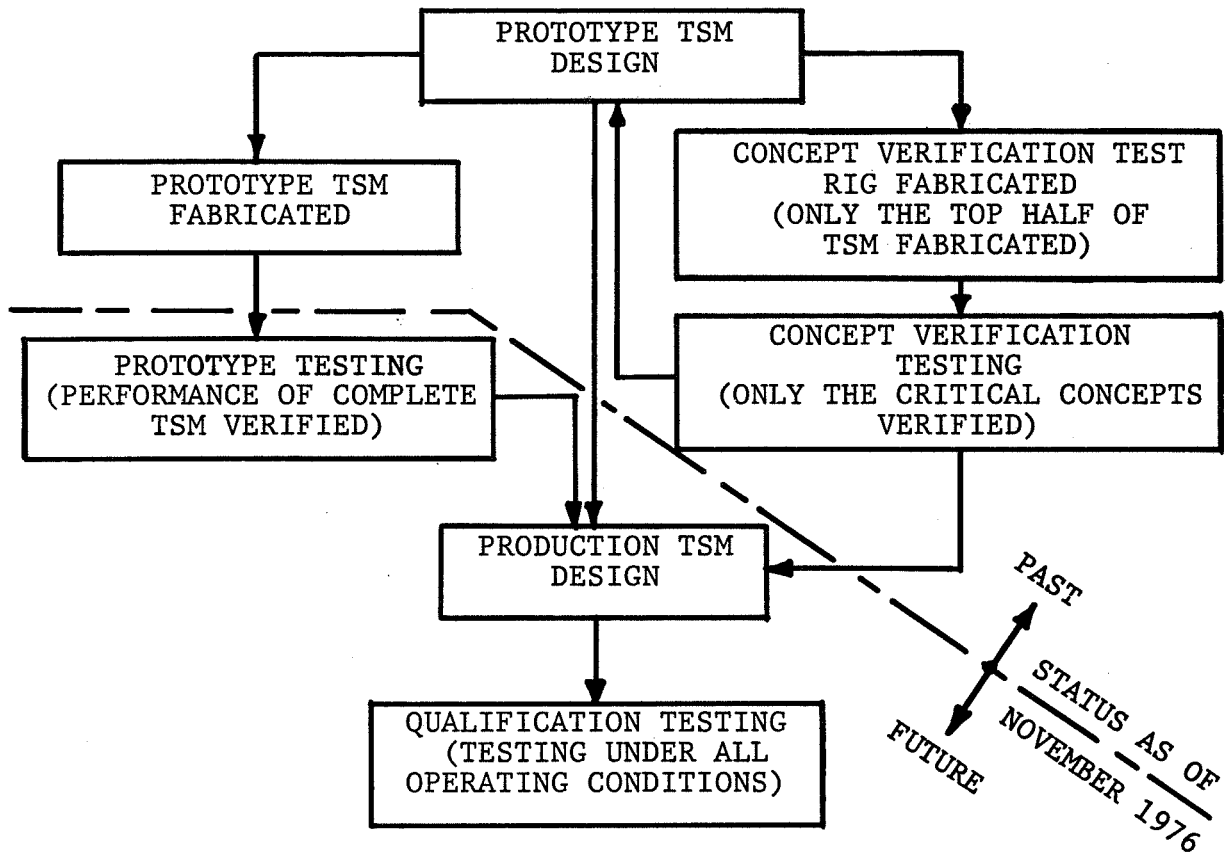 PROTOTYPE TSM
DESIGN
PROTOTYPE TSM
FABRICATED
CONCEPT VERIFICATION TEST
RIG FABRICATED
(ONLY THE TOP HALF OF
TSM FABRICATED)
PROTOTYPE TESTING
(PERFORMANCE OF COMPLETE
TSM VERIFIED)
CONCEPT VERIFICATION
TESTING
(ONLY THE CRITICAL CONCEPTS
VERIFIED)
PRODUCTION TSM
DESIGN
QUALIFICATION TESTING
(TESTING UNDER ALL
OPERATING CONDITIONS)
PAST
FUTURE
STATUS AS OF
NOVEMBER 1976